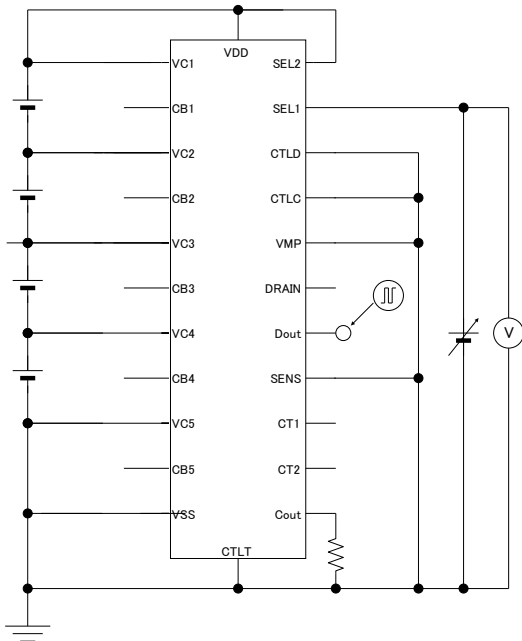 VDD
VC1
SEL2
CB1
SEL1
VC2
CTLD
CB2
CTLC
VC3
VMP
CB3
DRAIN
VC4
Dout
V
CB4
SENS
VC5
CT1
CB5
CT2
VSS
Cout
CTLT